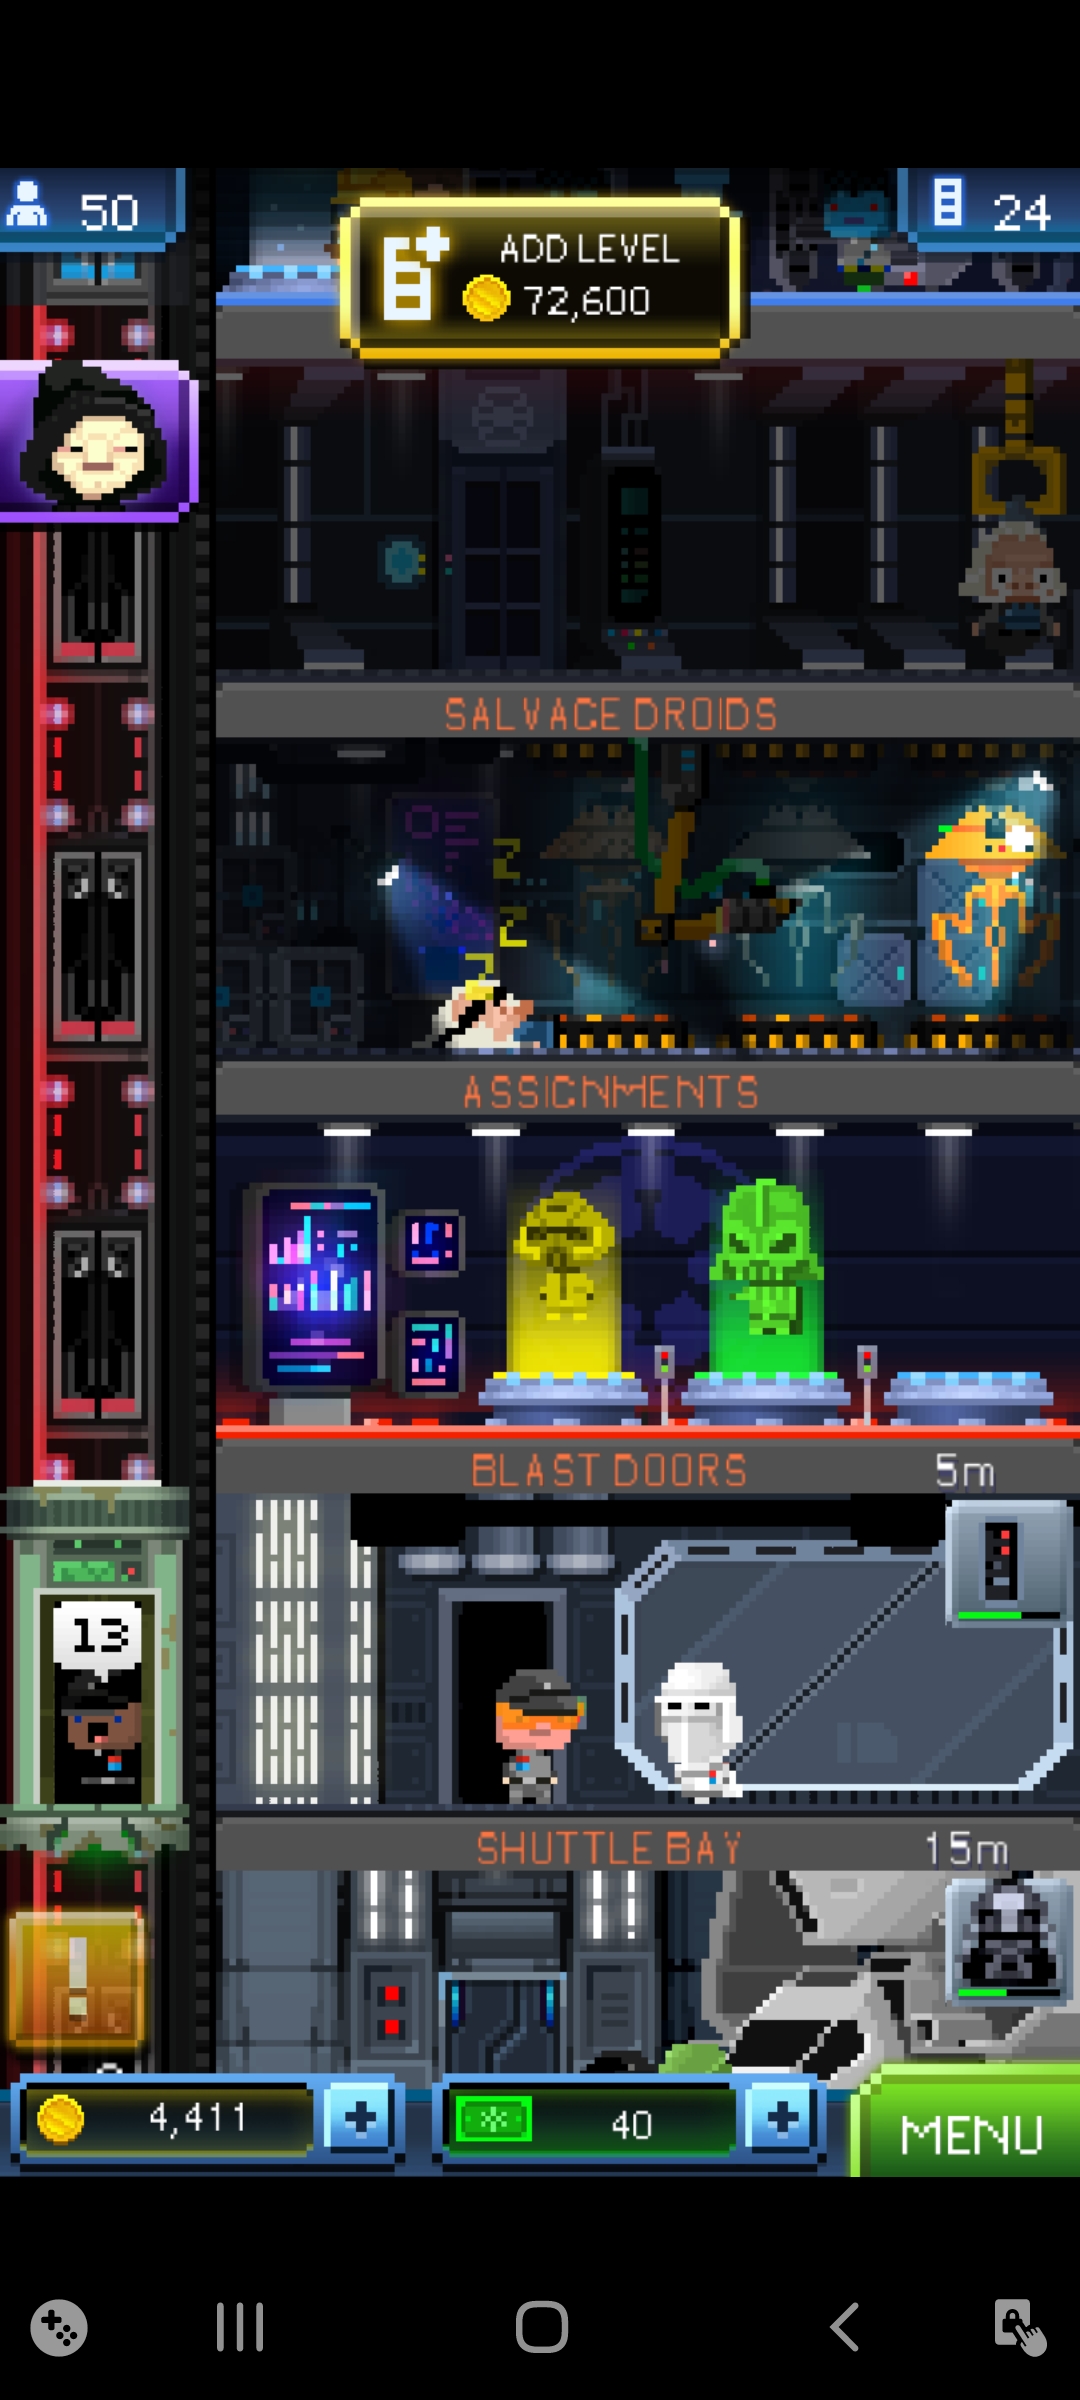 50
24
ADD LEVEL
72,600
SALVAGE DROIDS
Z
Z
Z
ASSIGNMENTS
BLAST DOORS 5m
13
SHUTTLE BAY 15m
!
4,411 +
40 +
MENU